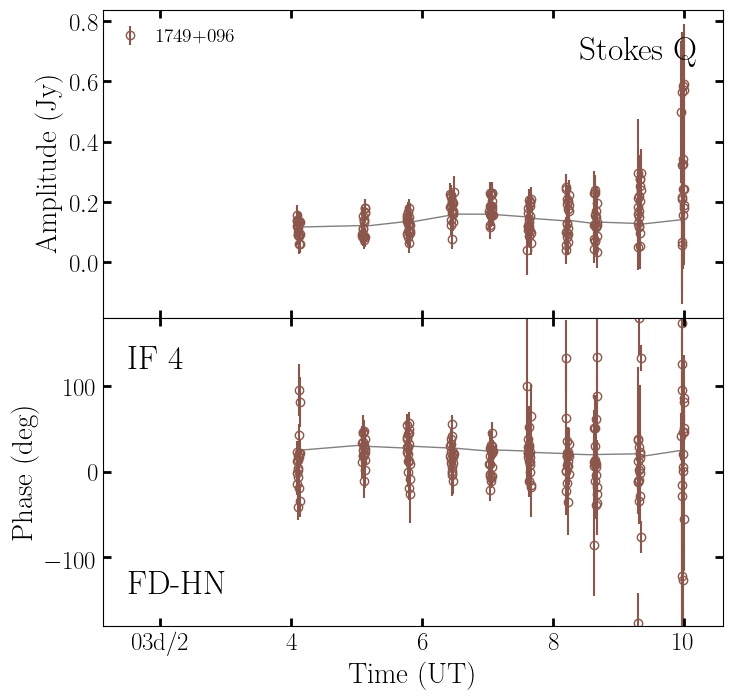 1749+096
Stokes Q
0.8
0.6
0.4
0.2
0.0
Amplitude (Jy)
IF 4
100
0
−100
Phase (deg)
FD-HN
03d/2
4
6
8
10
Time (UT)